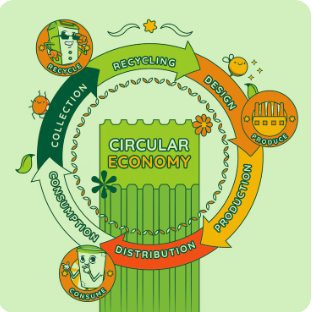 RECYCLING
DESIGN
PRODUCE
PRODUCTION
DISTRIBUTION
CONSUME
CONSUMPTION
COLLECTION
RECYCLE
CIRCULAR
ECONOMY